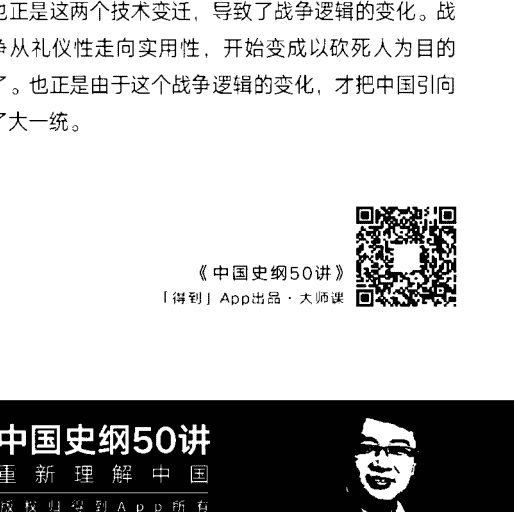 也正是这两个技术变迁，导致了战争逻辑的变化。战
争从礼仪性走向实用性，开始变成以砍死人为目的
了。也正是由于这个战争逻辑的变化，才把中国引向
了大一统。
《中国史纲50讲》
「得到」App出品·大师课
中国史纲50讲
重新理解中国
版权归得到App所有